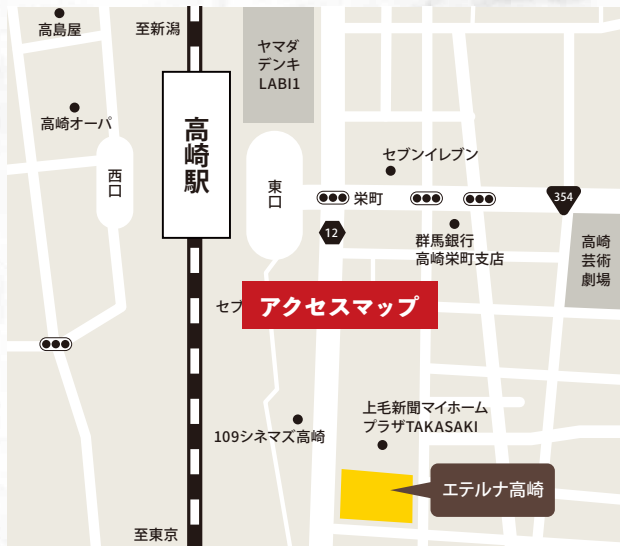 高島屋
至新潟
ヤマダ
デンキ
LABI1
高崎オーパ
高崎駅
西口
東口
セブンイレブン
栄町
354
12
群馬銀行
高崎栄町支店
高崎
芸術
劇場
セブ
アクセスマップ
上毛新聞マイホーム
プラザTAKASAKI
109シネマズ高崎
エテルナ高崎
至東京